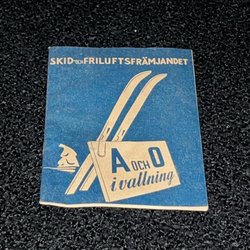 SKID OCH FRILUFTSFRÄMJANDET
A OCH O
i vallning